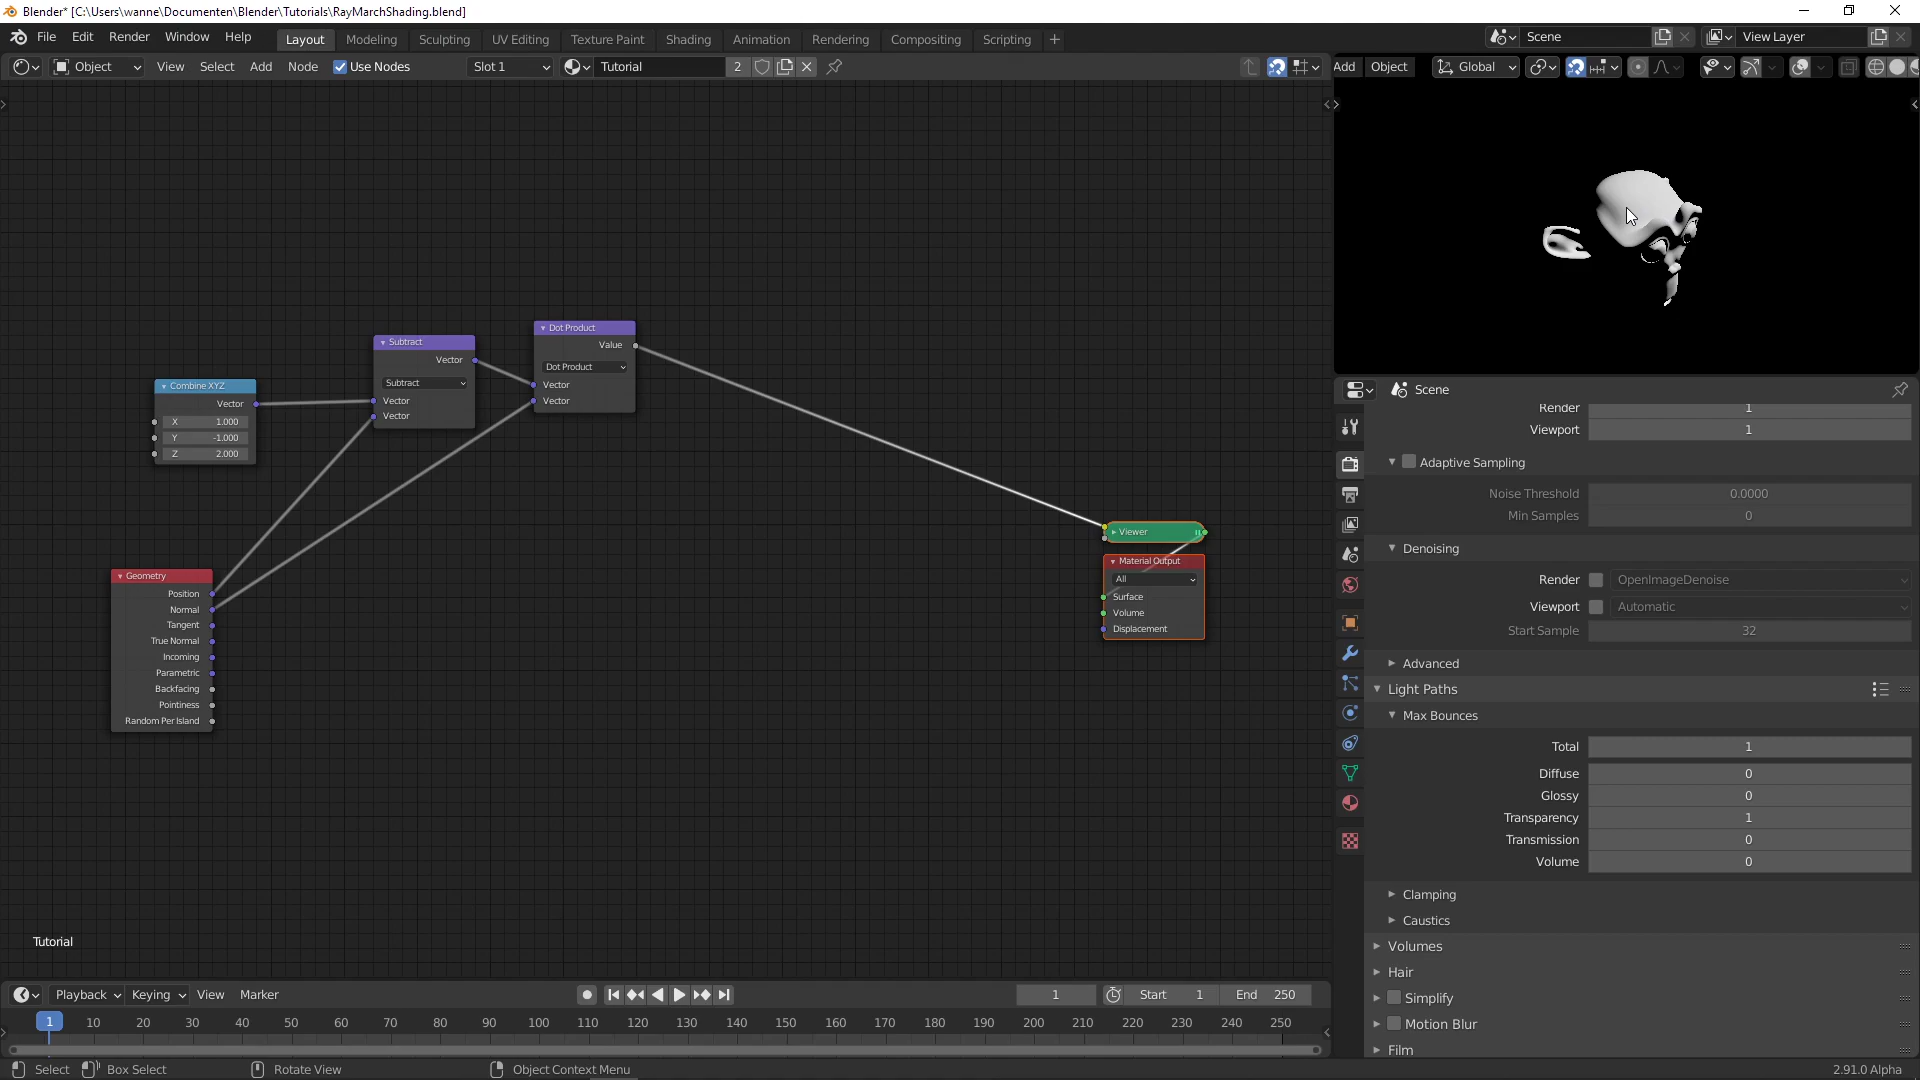 Blender* [C:\Users\wanne\Documenten\Blender\Tutorials\RayMarchShading.blend]
File Edit Render Window Help Layout Modeling Sculpting UV Editing Texture Paint Shading Animation Rendering Compositing Scripting + Scene View Layer
Object View Select Add Node Use Nodes Slot 1 Tutorial 2 Add Object Global
Combine XYZ
Vector
X 1.000
Y -1.000
Z 2.000
Subtract
Vector
Subtract
Vector
Vector
Dot Product
Value
Dot Product
Vector
Vector
Geometry
Position
Normal
Tangent
True Normal
Incoming
Parametric
Backfacing
Pointiness
Random Per Island
Viewer
Material Output
All
Surface
Volume
Displacement
Tutorial
Scene
Render 1
Viewport 1
Adaptive Sampling
Noise Threshold 0.0000
Min Samples 0
Denoising
Render OpenImageDenoise
Viewport Automatic
Start Sample 32
Advanced
Light Paths
Max Bounces
Total 1
Diffuse 0
Glossy 0
Transparency 1
Transmission 0
Volume 0
Clamping
Caustics
Volumes
Hair
Simplify
Motion Blur
Film
Playback Keying View Marker 1 Start 1 End 250
1 10 20 30 40 50 60 70 80 90 100 110 120 130 140 150 160 170 180 190 200 210 220 230 240 250
Select Box Select Rotate View Object Context Menu 2.91.0 Alpha